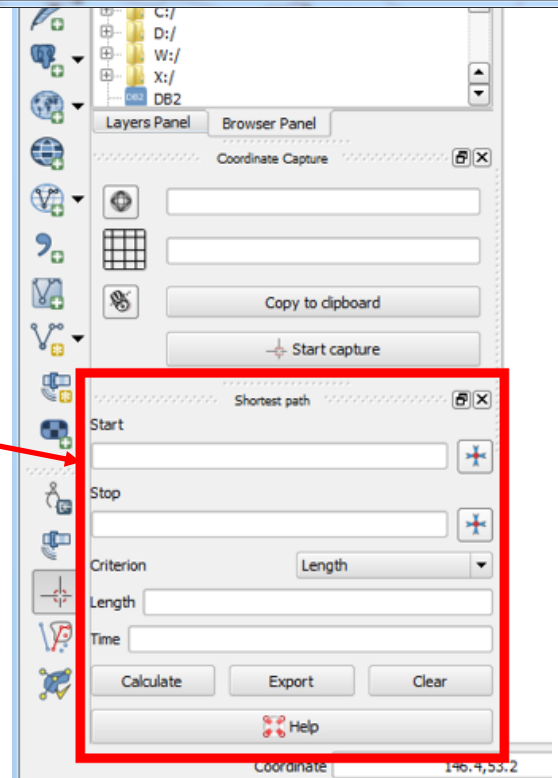 C:/
D:/
W:/
X:/
DB2 DB2
Layers Panel Browser Panel
Coordinate Capture
Copy to clipboard
Start capture
Shortest path
Start
Stop
Criterion Length
Length
Time
Calculate Export Clear
Help
Coordinate 146.4,53.2